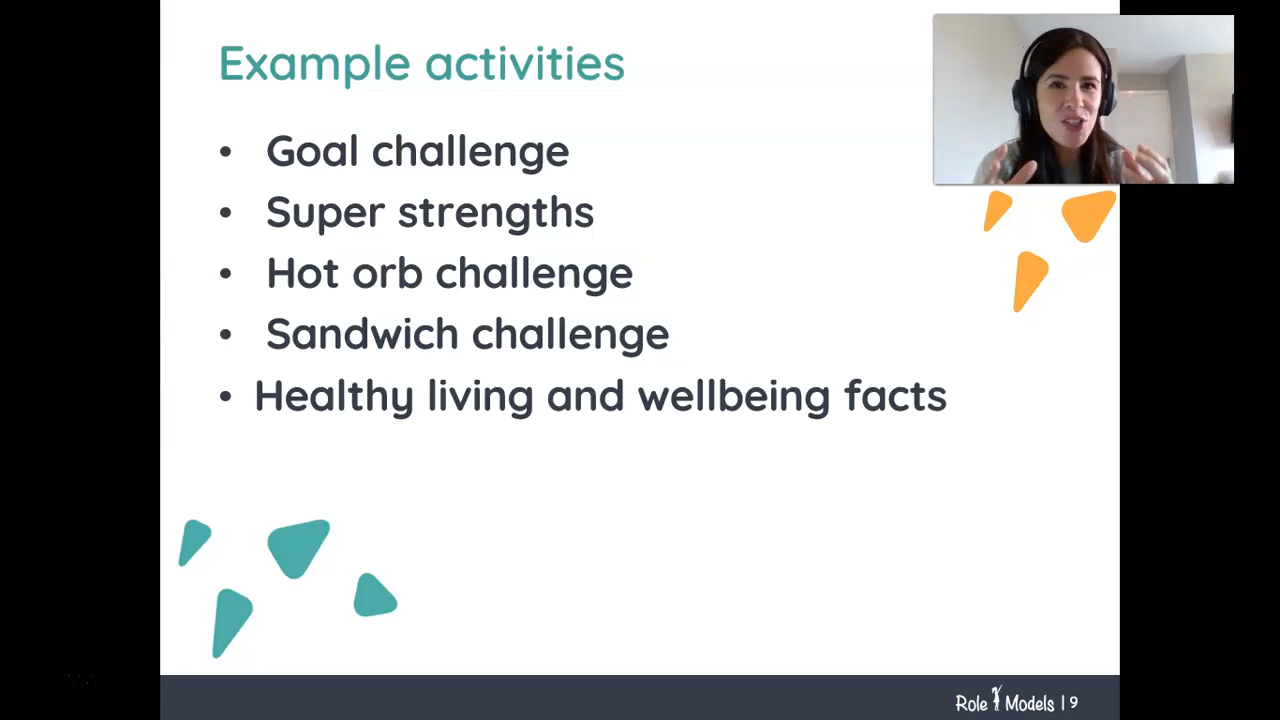 Example activities
• Goal challenge
• Super strengths
• Hot orb challenge
• Sandwich challenge
• Healthy living and wellbeing facts
Role Models | 9